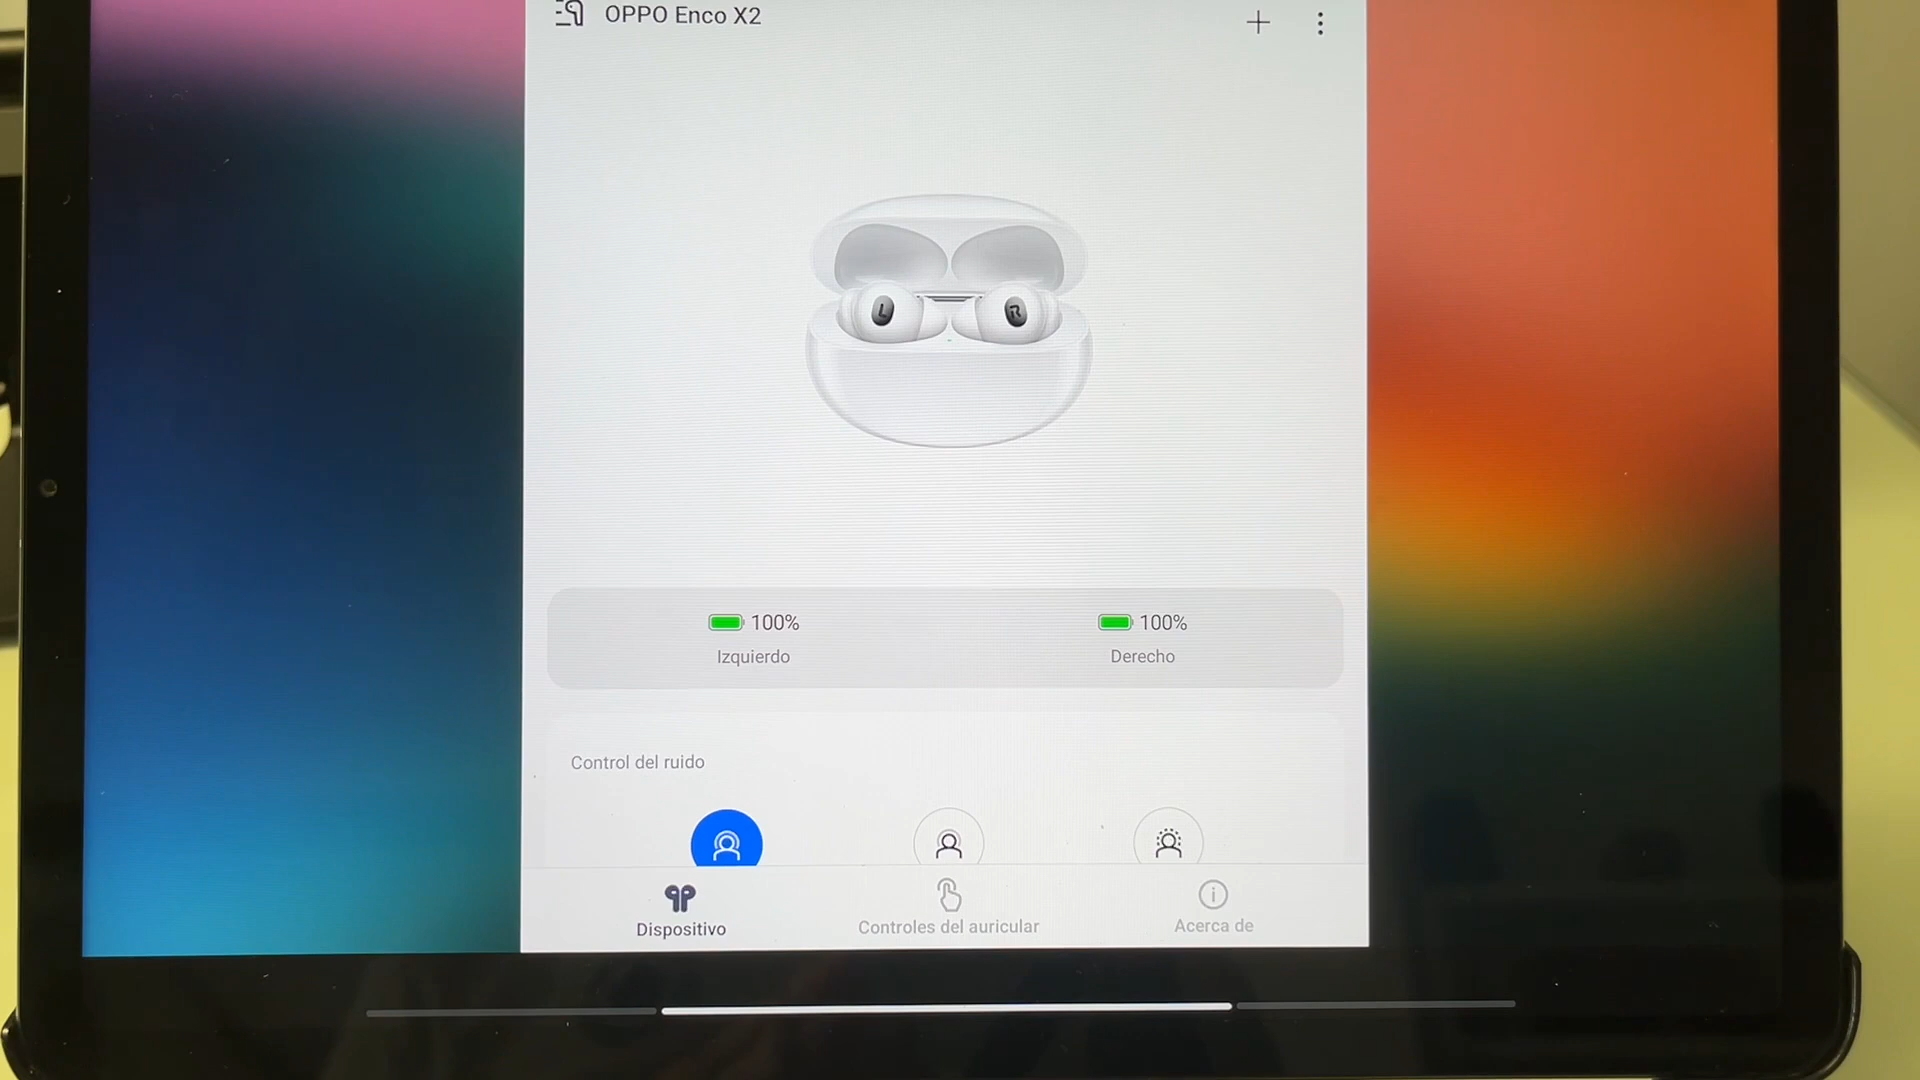 OPPO Enco X2
L
R
100%
100%
Izquierdo
Derecho
Control del ruido
Dispositivo
Controles del auricular
Acerca de